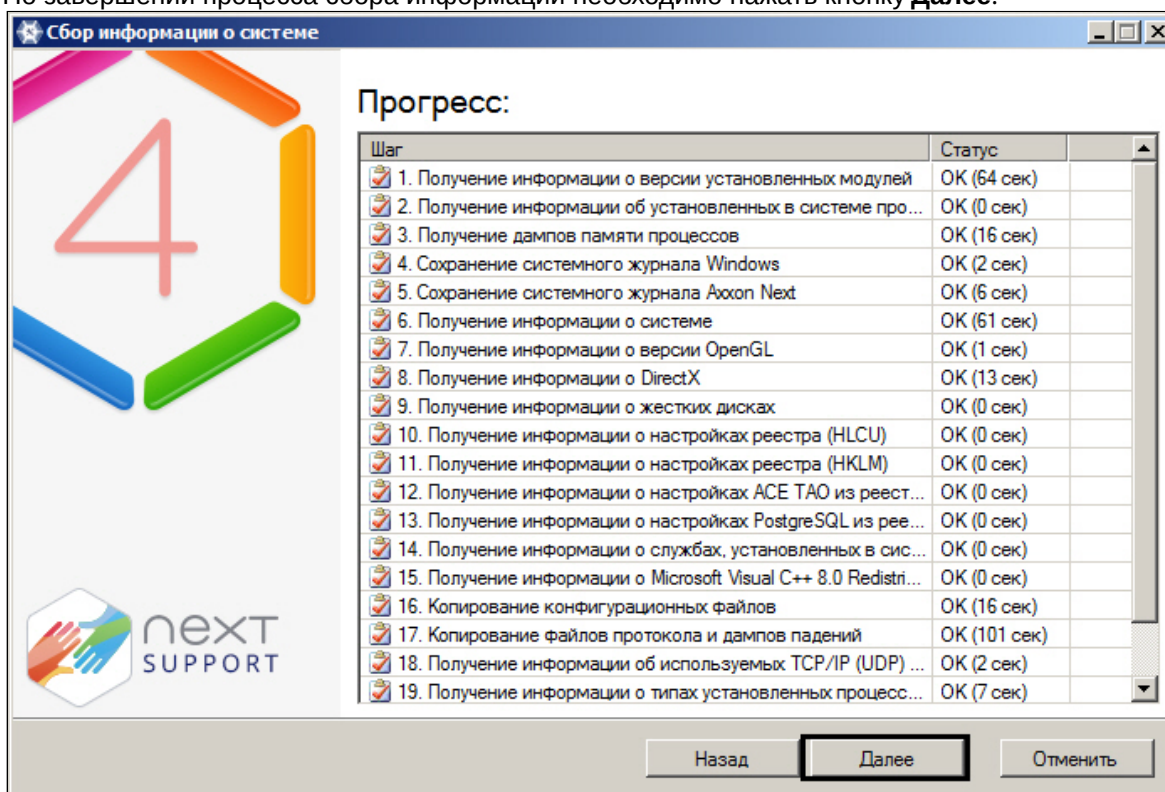 По завершении процесса сбора информации необходимо нажать кнопку Далее.
Сбор информации о системе
4
Прогресс:
Шаг Статус
1. Получение информации о версии установленных модулей OK (64 сек)
2. Получение информации об установленных в системе про... OK (0 сек)
3. Получение дампов памяти процессов OK (16 сек)
4. Сохранение системного журнала Windows OK (2 сек)
5. Сохранение системного журнала Axxon Next OK (6 сек)
6. Получение информации о системе OK (61 сек)
7. Получение информации о версии OpenGL OK (1 сек)
8. Получение информации о DirectX OK (13 сек)
9. Получение информации о жестких дисках OK (0 сек)
10. Получение информации о настройках реестра (HLCU) OK (0 сек)
11. Получение информации о настройках реестра (HKLM) OK (0 сек)
12. Получение информации о настройках ACE TAO из реест... OK (0 сек)
13. Получение информации о настройках PostgreSQL из рее... OK (0 сек)
14. Получение информации о службах, установленных в сис... OK (0 сек)
15. Получение информации о Microsoft Visual C++ 8.0 Redistri... OK (0 сек)
16. Копирование конфигурационных файлов OK (16 сек)
17. Копирование файлов протокола и дампов падений OK (101 сек)
18. Получение информации об используемых TCP/IP (UDP) ... OK (2 сек)
19. Получение информации о типах установленных процесс... OK (7 сек)
next
SUPPORT
Назад Далее Отменить